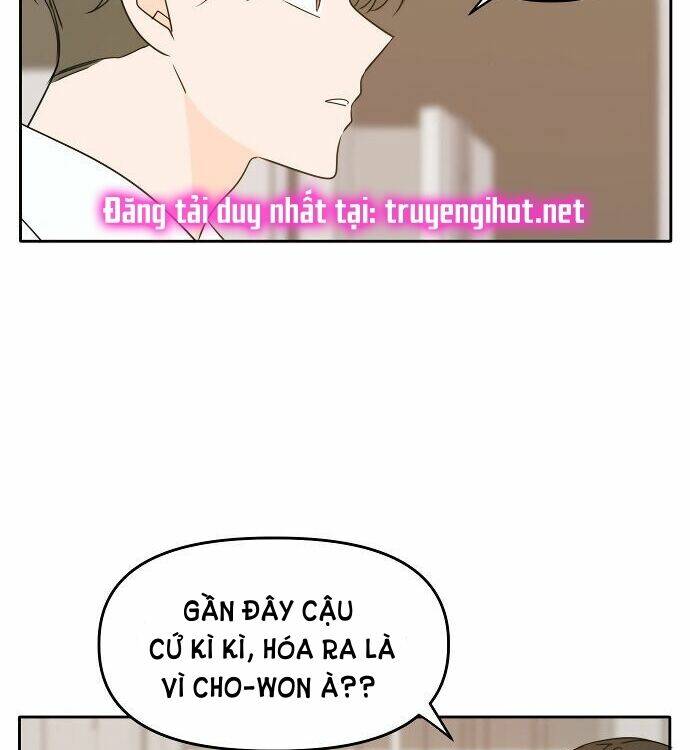 Đăng tải duy nhất tại: truyengihot.net
GẦN ĐÂY CẬU
CỨ KÌ KÌ, HÓA RA LÀ
VÌ CHO-WON À??